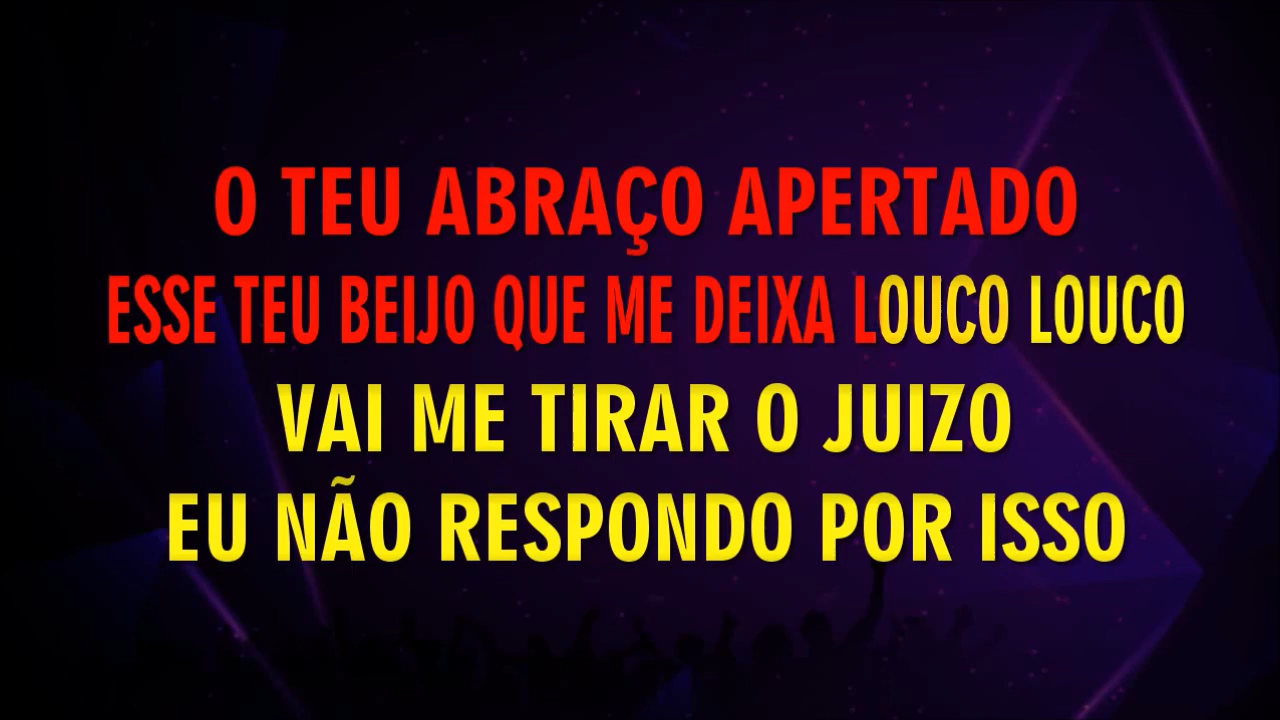 O TEU ABRAÇO APERTADO
ESSE TEU BEIJO QUE ME DEIXA LOUCO LOUCO
VAI ME TIRAR O JUIZO
EU NÃO RESPONDO POR ISSO